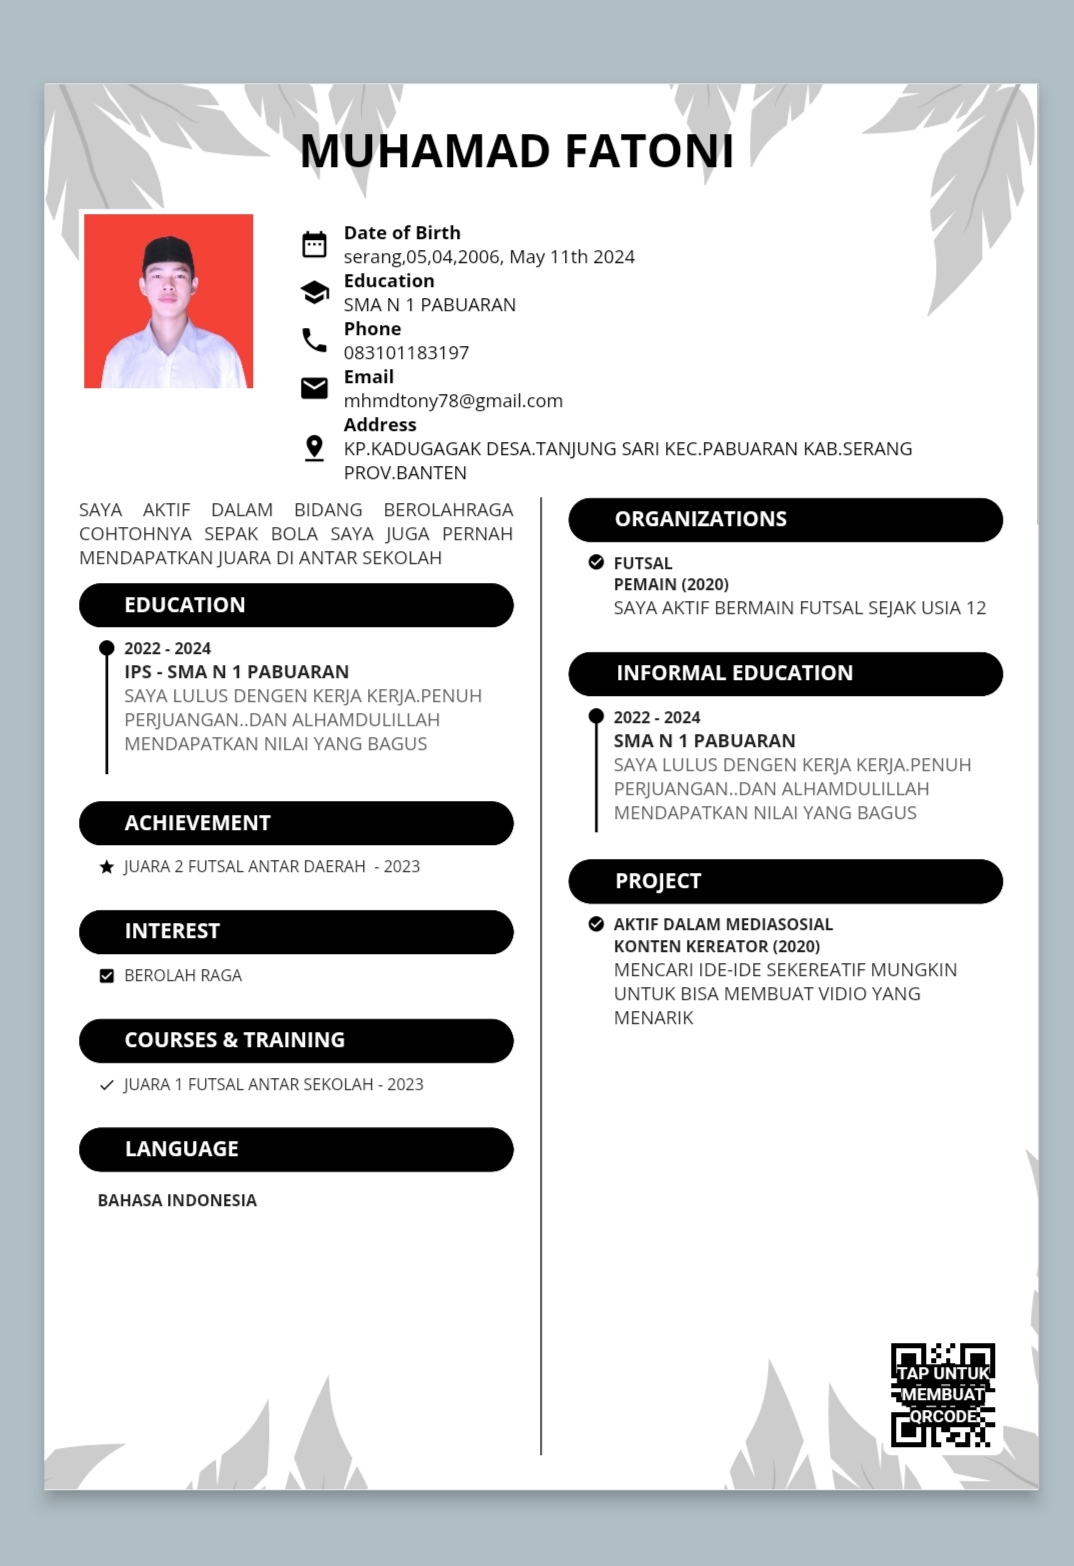 MUHAMAD FATONI
Date of Birth
serang,05,04,2006, May 11th 2024
Education
SMA N 1 PABUARAN
Phone
083101183197
Email
mhmdtony78@gmail.com
Address
KP.KADUGAGAK DESA.TANJUNG SARI KEC.PABUARAN KAB.SERANG
PROV.BANTEN
SAYA AKTIF DALAM BIDANG BEROLAHRAGA
COHTOHNYA SEPAK BOLA SAYA JUGA PERNAH
MENDAPATKAN JUARA DI ANTAR SEKOLAH
EDUCATION
2022 - 2024
IPS - SMA N 1 PABUARAN
SAYA LULUS DENGEN KERJA KERJA.PENUH
PERJUANGAN..DAN ALHAMDULILLAH
MENDAPATKAN NILAI YANG BAGUS
ACHIEVEMENT
JUARA 2 FUTSAL ANTAR DAERAH  - 2023
INTEREST
BEROLAH RAGA
COURSES & TRAINING
JUARA 1 FUTSAL ANTAR SEKOLAH - 2023
LANGUAGE
BAHASA INDONESIA
ORGANIZATIONS
FUTSAL
PEMAIN (2020)
SAYA AKTIF BERMAIN FUTSAL SEJAK USIA 12
INFORMAL EDUCATION
2022 - 2024
SMA N 1 PABUARAN
SAYA LULUS DENGEN KERJA KERJA.PENUH
PERJUANGAN..DAN ALHAMDULILLAH
MENDAPATKAN NILAI YANG BAGUS
PROJECT
AKTIF DALAM MEDIASOSIAL
KONTEN KEREATOR (2020)
MENCARI IDE-IDE SEKEREATIF MUNGKIN
UNTUK BISA MEMBUAT VIDIO YANG
MENARIK
TAP UNTUK
MEMBUAT
QRCODE